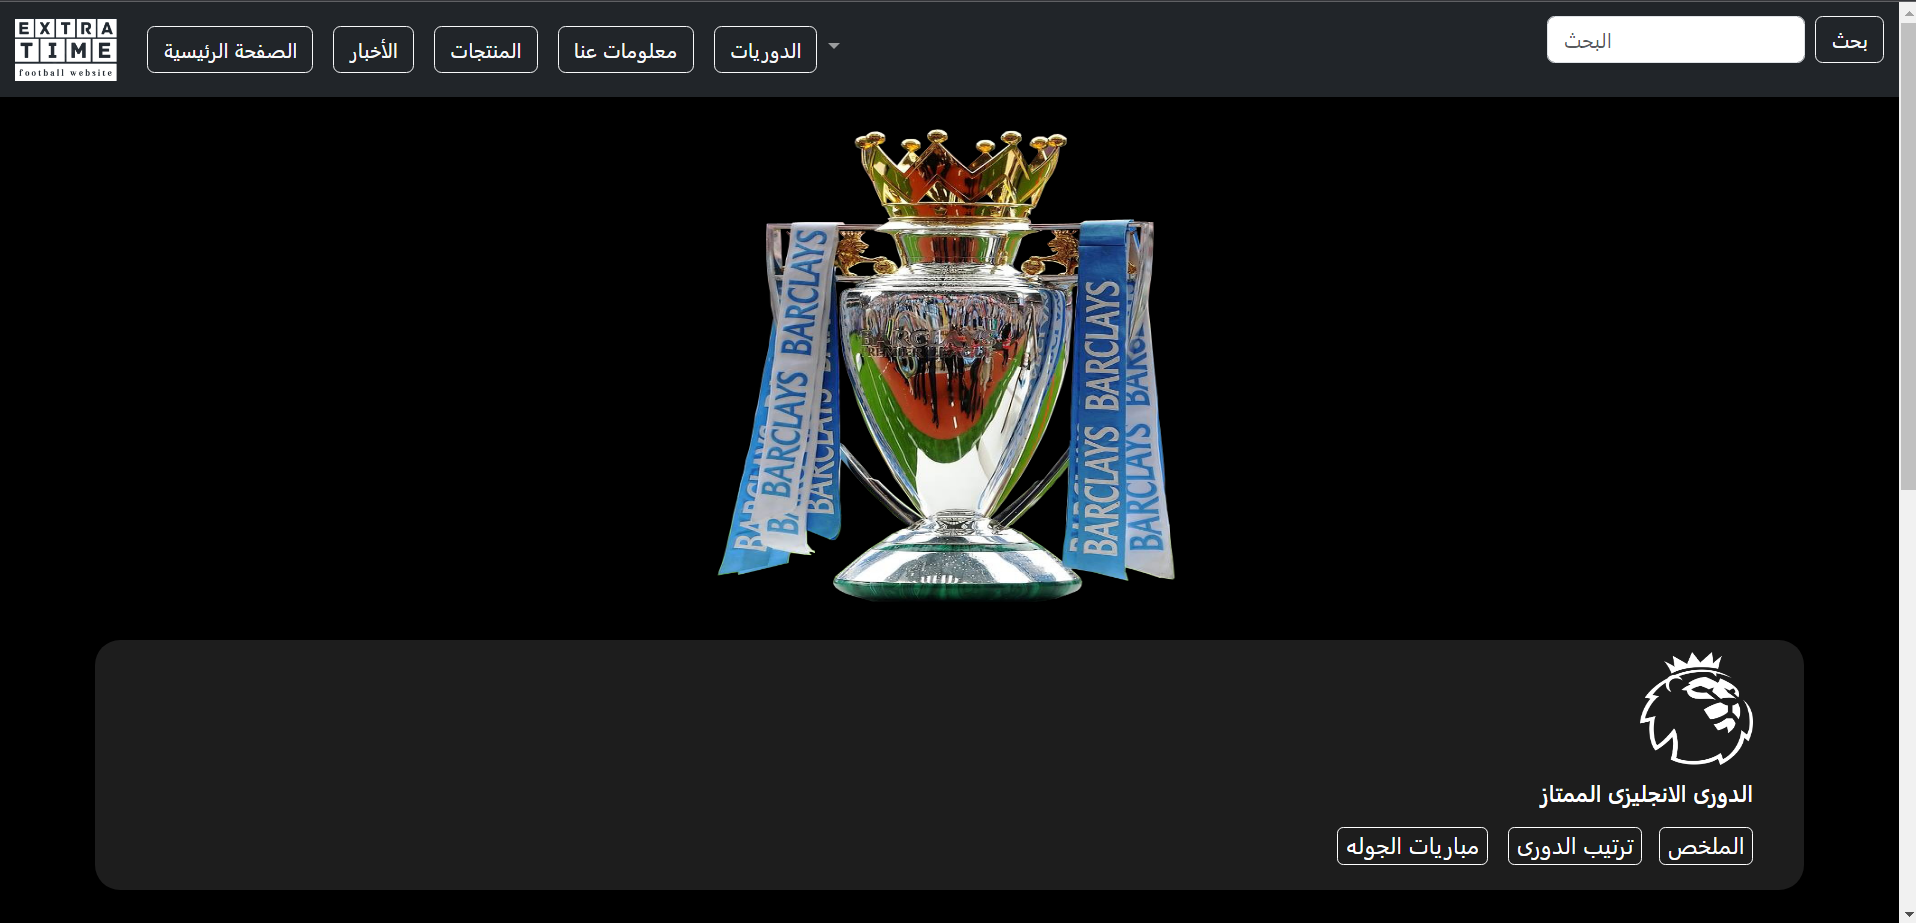 EXTRA
TIME
football website
الصفحة الرئيسية
الأخبار
المنتجات
معلومات عنا
الدوريات
البحث
بحث
BARCLAYS BARCLAYS
BARCLAYS
BARCLAYS BARCLAYS
BARCLAYS
الدورى الانجليزى الممتاز
الملخص
ترتيب الدورى
مباريات الجوله